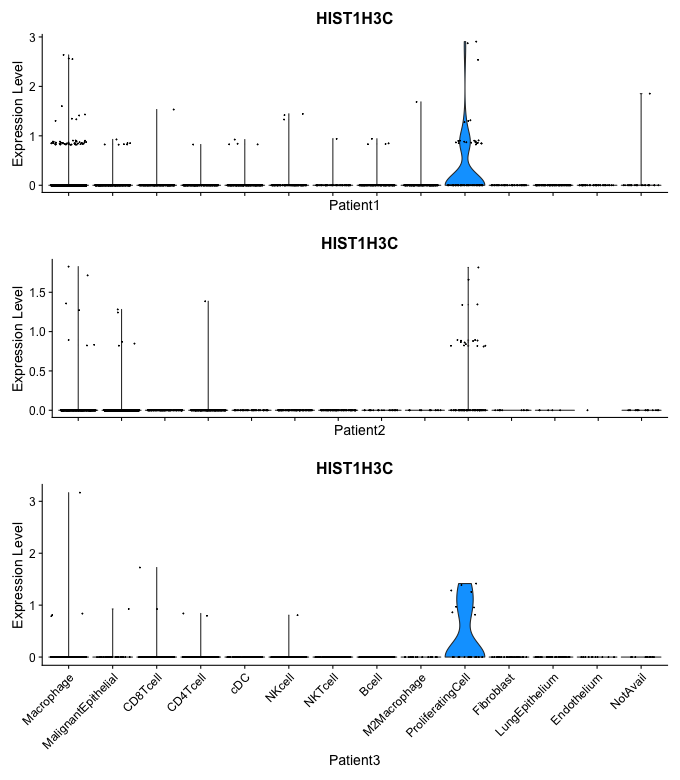 HIST1H3C
Expression Level
3
2
1
0
Patient1
HIST1H3C
Expression Level
1.5
1.0
0.5
0.0
Patient2
HIST1H3C
Expression Level
3
2
1
0
Macrophage
MalignantEpithelial
CD8Tcell
CD4Tcell
cDC
NKcell
NKTcell
Bcell
M2Macrophage
ProliferatingCell
Fibroblast
LungEpithelium
Endothelium
NotAvail
Patient3